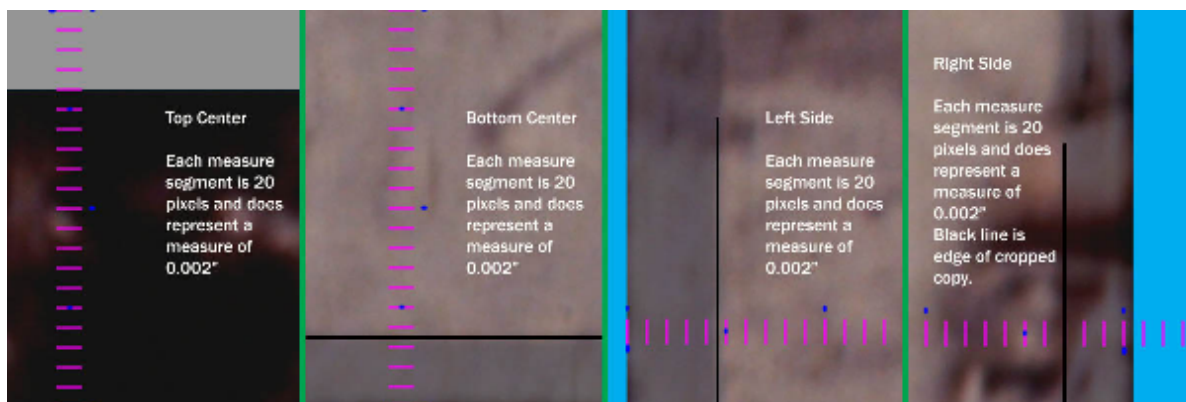 Top Center
Each measure
segment is 20
pixels and does
represent a
measure of
0.002"
Bottom Center
Each measure
segment is 20
pixels and does
represent a
measure of
0.002"
Left Side
Each measure
segment is 20
pixels and does
represent a
measure of
0.002"
Right Side
Each measure
segment is 20
pixels and does
represent a
measure of
0.002"
Black line is
edge of cropped
copy.